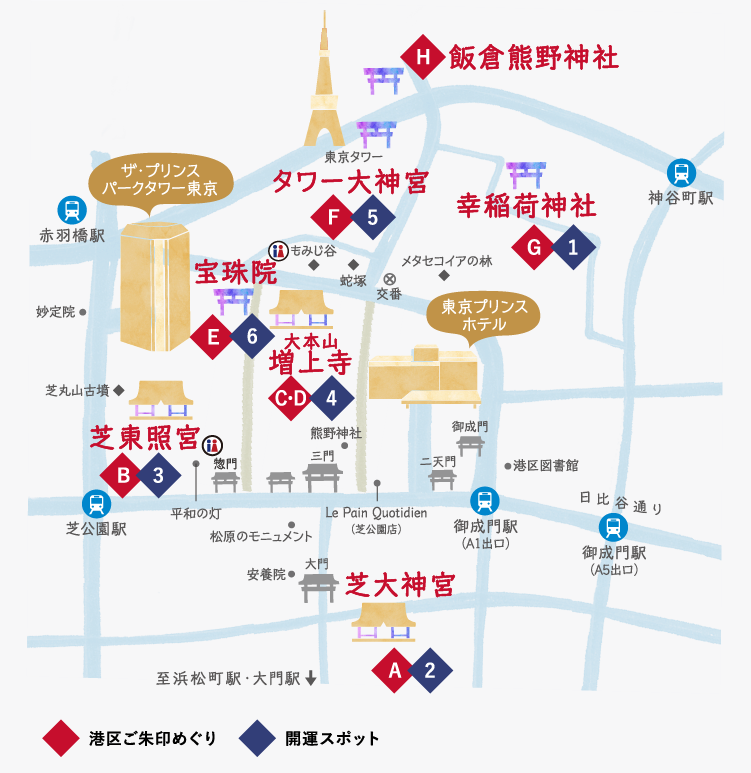 H 飯倉熊野神社
東京タワー
タワー大神宮
F 5
ザ・プリンス
パークタワー東京
赤羽橋駅
神谷町駅
幸稲荷神社
G 1
もみじ谷
蛇塚
交番
メタセコイアの林
宝珠院
E 6
妙定院
東京プリンス
ホテル
大本山
増上寺
C・D 4
芝丸山古墳
芝東照宮
B 3
熊野神社
惣門
三門
御成門
二天門
港区図書館
芝公園駅
平和の灯
松原のモニュメント
Le Pain Quotidien
(芝公園店)
御成門駅
(A1出口)
日比谷通り
御成門駅
(A5出口)
安養院
大門
芝大神宮
A 2
至浜松町駅・大門駅
港区ご朱印めぐり
開運スポット